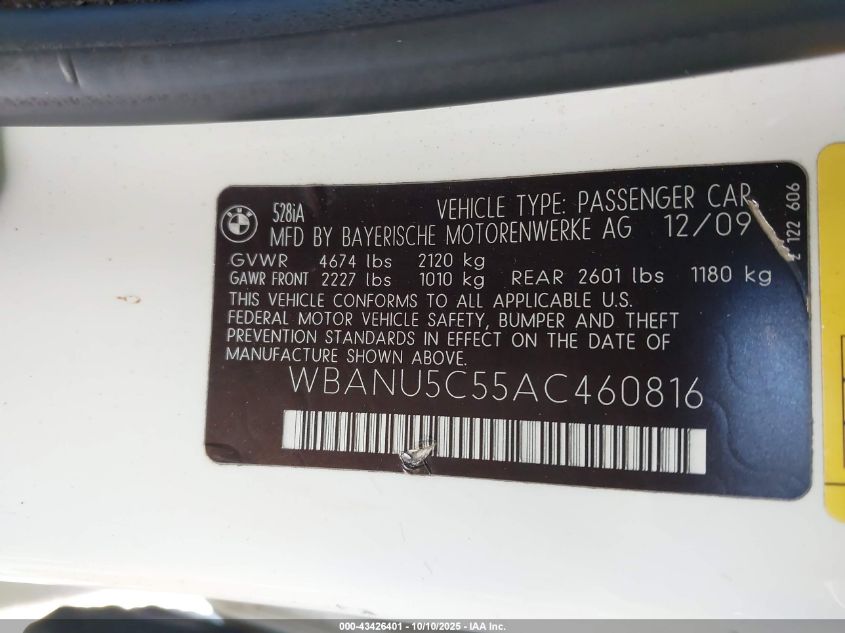 BMW
528iA VEHICLE TYPE: PASSENGER CAR
MFD BY BAYERISCHE MOTORENWERKE AG 12/09
GVWR 4674 lbs 2120 kg
GAWR FRONT 2227 lbs 1010 kg REAR 2601 lbs 1180 kg
THIS VEHICLE CONFORMS TO ALL APPLICABLE U.S.
FEDERAL MOTOR VEHICLE SAFETY, BUMPER AND THEFT
PREVENTION STANDARDS IN EFFECT ON THE DATE OF
MANUFACTURE SHOWN ABOVE.
WBANU5C55AC460816
122 606
000-43426401 - 10/10/2025 - IAA Inc.